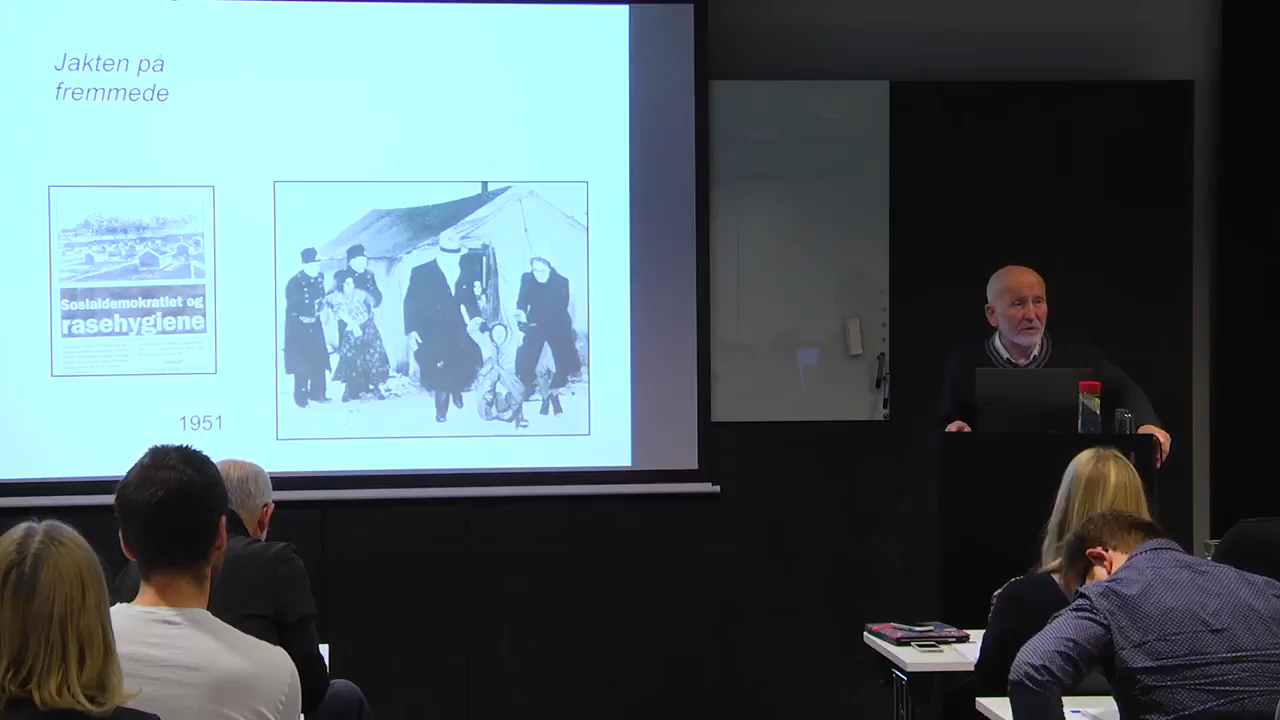 Jakten på
fremmede
Sosialdemokratiet og
rasehygiene
1951